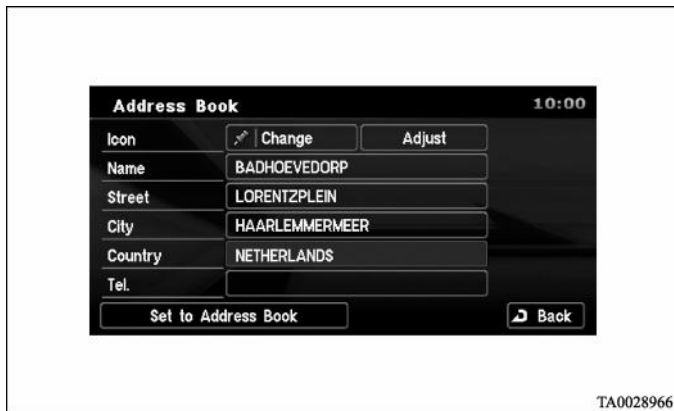 Address Book 10:00
Icon Change Adjust
Name BADHOEVEDORP
Street LORENTZPLEIN
City HAARLEMMERMEER
Country NETHERLANDS
Tel.
Set to Address Book Back
TA0028966